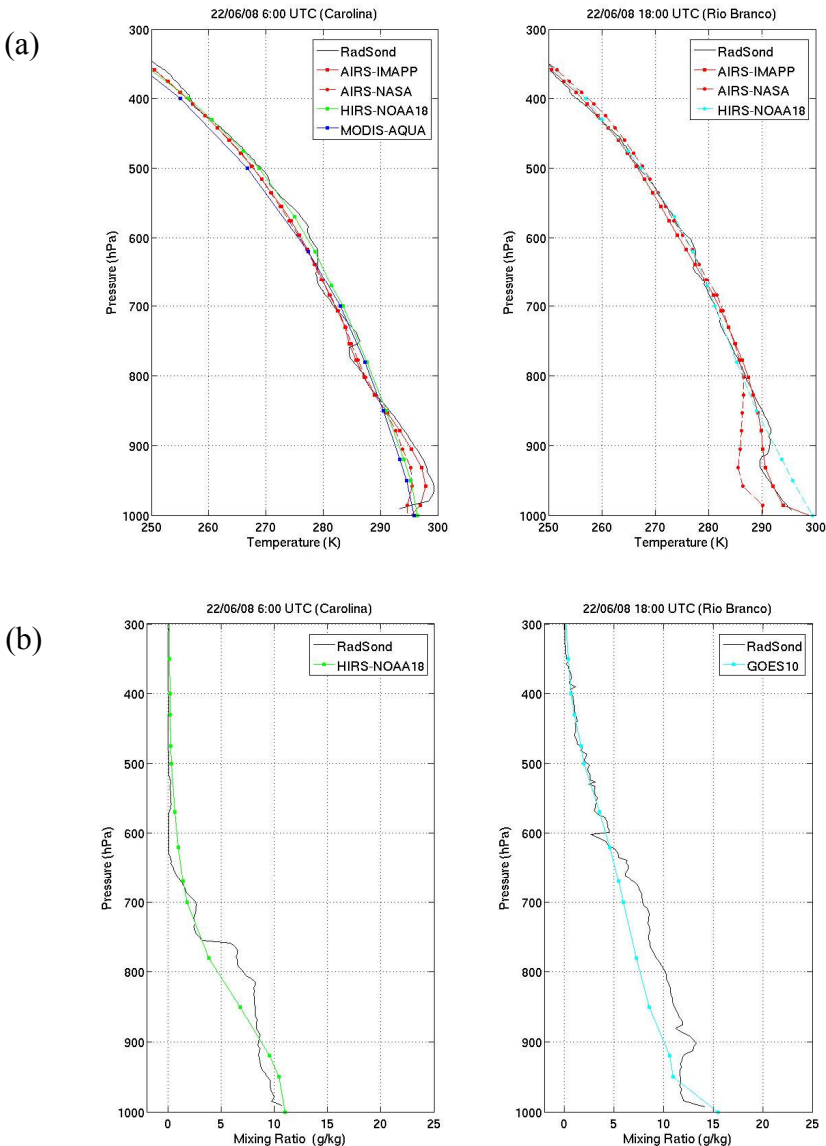 (a)
22/06/08 6:00 UTC (Carolina)
300
400
500
600
700
800
900
1000
Pressure (hPa)
250
260
270
280
290
300
Temperature (K)
RadSond
AIRS-IMAPP
AIRS-NASA
HIRS-NOAA18
MODIS-AQUA
22/06/08 18:00 UTC (Rio Branco)
300
400
500
600
700
800
900
1000
Pressure (hPa)
250
260
270
280
290
300
Temperature (K)
RadSond
AIRS-IMAPP
AIRS-NASA
HIRS-NOAA18
(b)
22/06/08 6:00 UTC (Carolina)
300
400
500
600
700
800
900
1000
Pressure (hPa)
0
5
10
15
20
25
Mixing Ratio (g/kg)
RadSond
HIRS-NOAA18
22/06/08 18:00 UTC (Rio Branco)
300
400
500
600
700
800
900
1000
Pressure (hPa)
0
5
10
15
20
25
Mixing Ratio (g/kg)
RadSond
GOES10